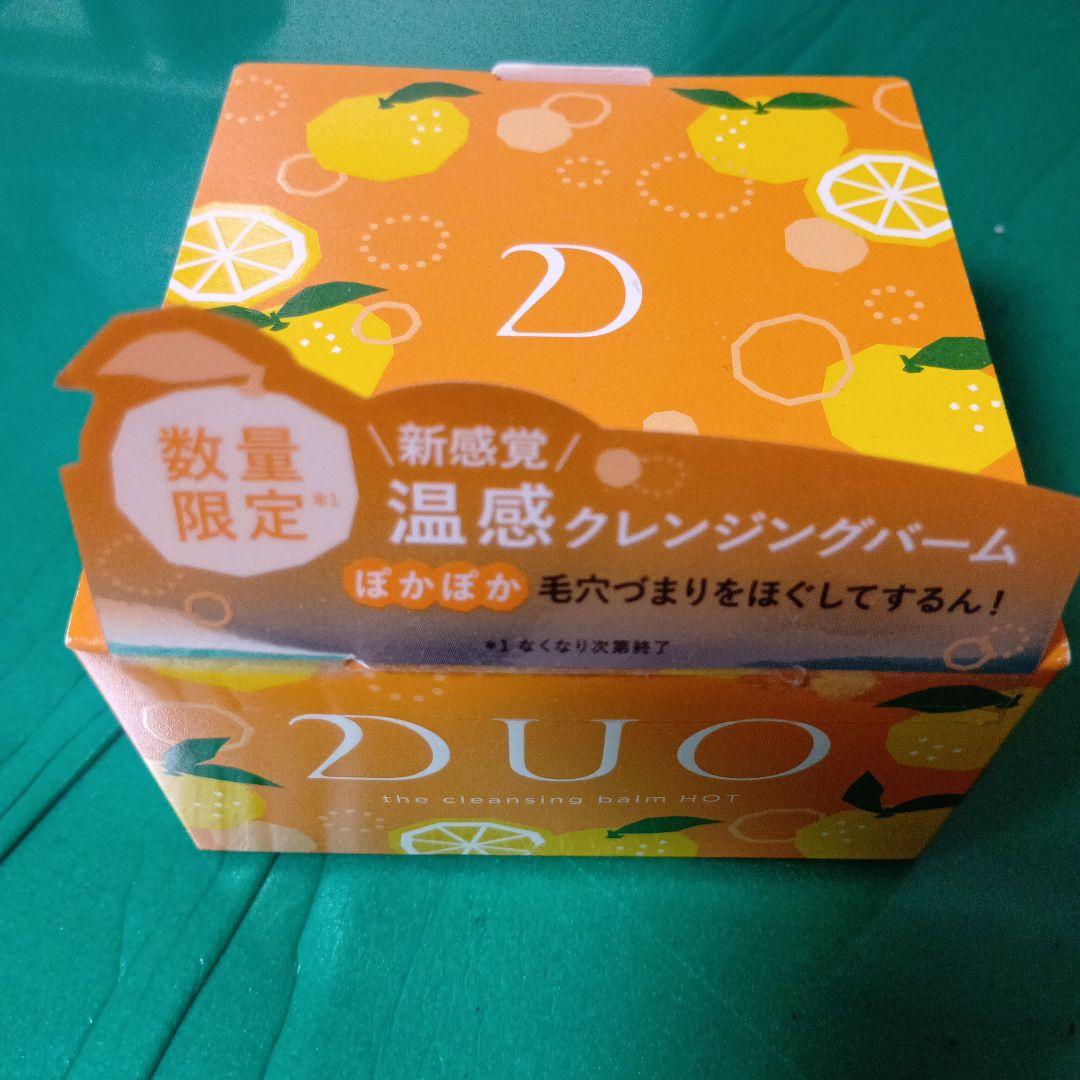 D
数量
限定※1
\新感覚/
温感クレンジングバーム
ぽかぽか 毛穴づまりをほぐしてするん!
*1 なくなり次第終了
DUO
the cleansing balm HOT